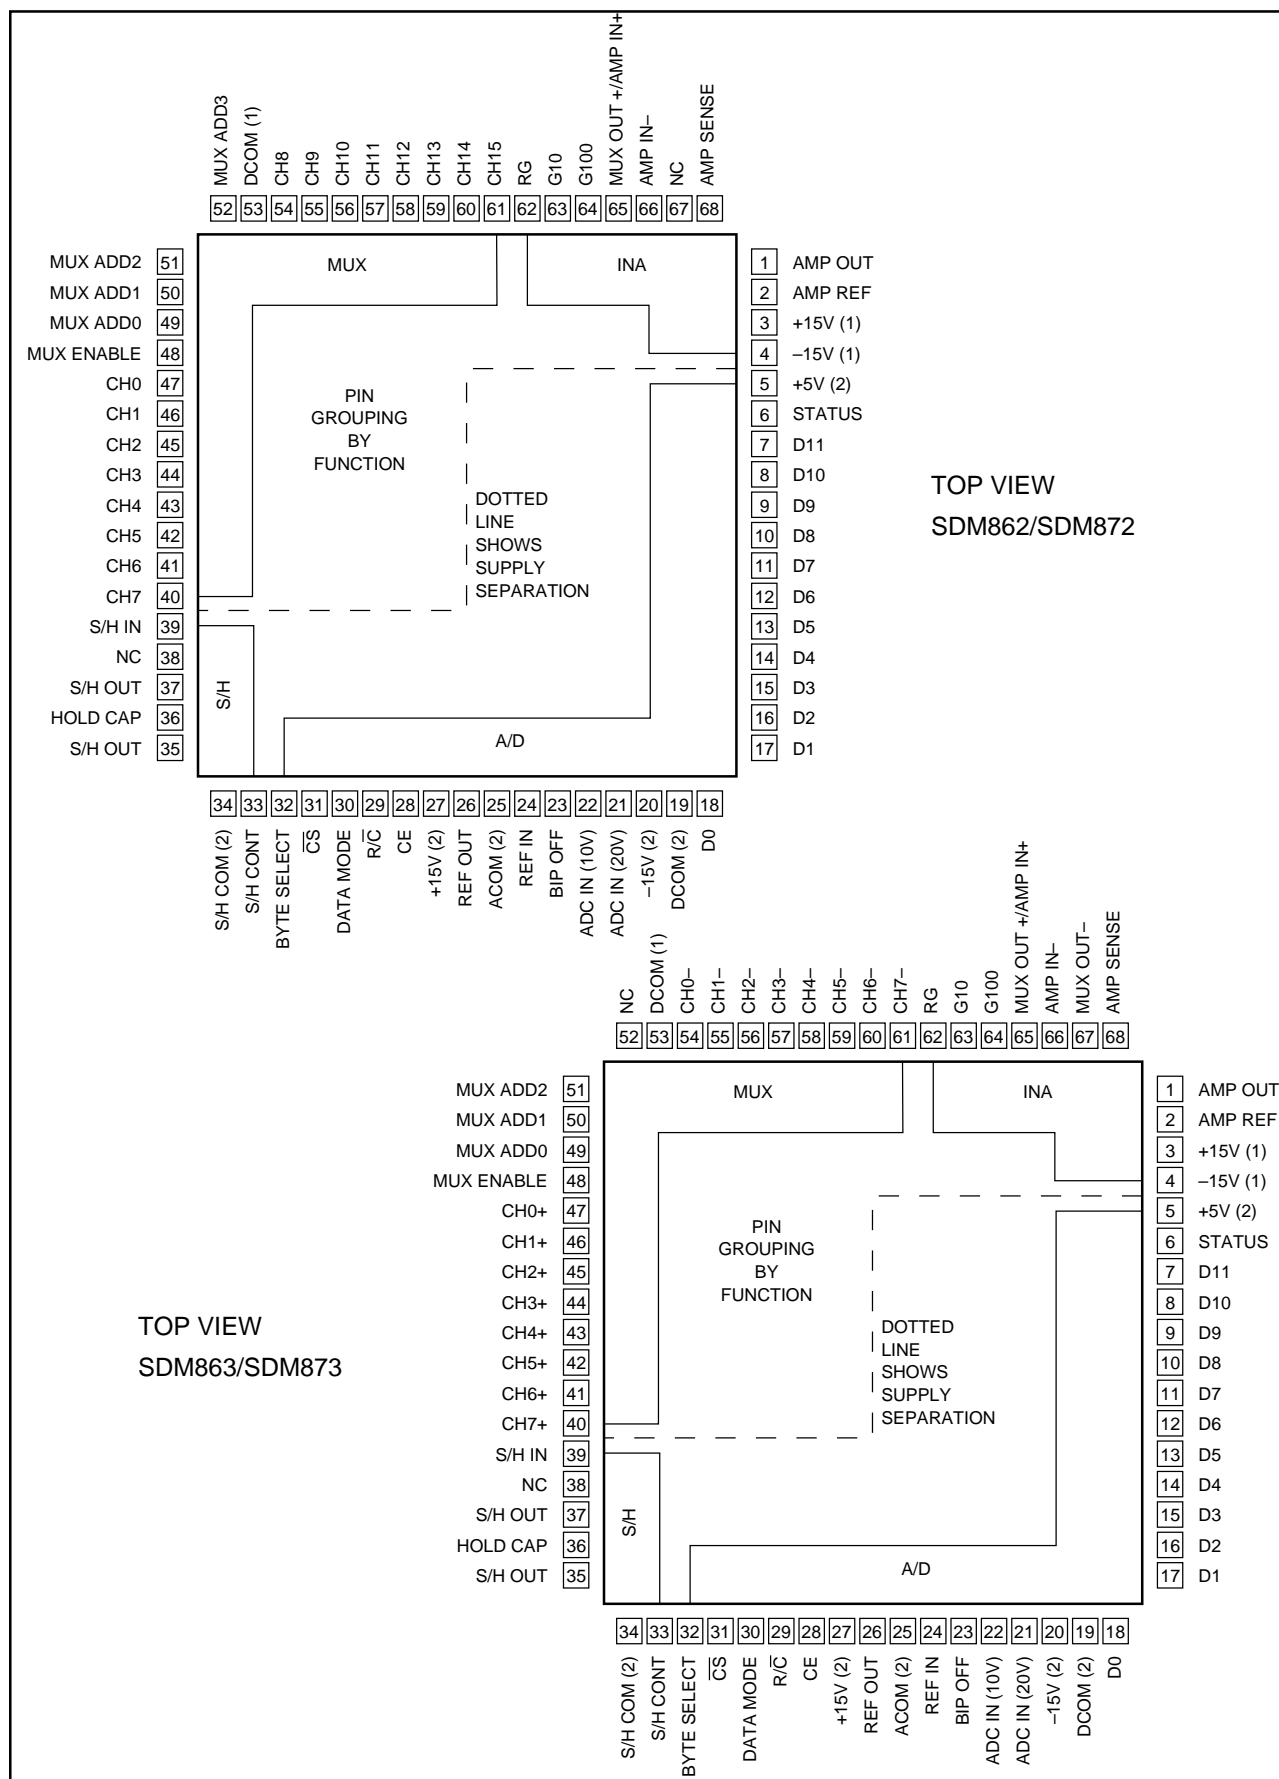 MUX ADD3
DCOM (1)
CH8
CH9
CH10
CH11
CH12
CH13
CH14
CH15
RG
G10
G100
MUX OUT +/AMP IN+
AMP IN–
NC
AMP SENSE
52 53 54 55 56 57 58 59 60 61 62 63 64 65 66 67 68
MUX ADD2 51
MUX ADD1 50
MUX ADD0 49
MUX ENABLE 48
CH0 47
CH1 46
CH2 45
CH3 44
CH4 43
CH5 42
CH6 41
CH7 40
S/H IN 39
NC 38
S/H OUT 37
HOLD CAP 36
S/H OUT 35
MUX
INA
PIN
GROUPING
BY
FUNCTION
DOTTED
LINE
SHOWS
SUPPLY
SEPARATION
S/H
A/D
1 AMP OUT
2 AMP REF
3 +15V (1)
4 –15V (1)
5 +5V (2)
6 STATUS
7 D11
8 D10
9 D9
10 D8
11 D7
12 D6
13 D5
14 D4
15 D3
16 D2
17 D1
TOP VIEW
SDM862/SDM872
34 33 32 31 30 29 28 27 26 25 24 23 22 21 20 19 18
S/H COM (2)
S/H CONT
BYTE SELECT
C̅S̅
DATA MODE
R̅/C̅
CE
+15V (2)
REF OUT
ACOM (2)
REF IN
BIP OFF
ADC IN (10V)
ADC IN (20V)
–15V (2)
DCOM (2)
D0
NC
DCOM (1)
CH0–
CH1–
CH2–
CH3–
CH4–
CH5–
CH6–
CH7–
RG
G10
G100
MUX OUT +/AMP IN+
AMP IN–
MUX OUT–
AMP SENSE
52 53 54 55 56 57 58 59 60 61 62 63 64 65 66 67 68
MUX ADD2 51
MUX ADD1 50
MUX ADD0 49
MUX ENABLE 48
CH0+ 47
CH1+ 46
CH2+ 45
CH3+ 44
CH4+ 43
CH5+ 42
CH6+ 41
CH7+ 40
S/H IN 39
NC 38
S/H OUT 37
HOLD CAP 36
S/H OUT 35
MUX
INA
PIN
GROUPING
BY
FUNCTION
DOTTED
LINE
SHOWS
SUPPLY
SEPARATION
S/H
A/D
1 AMP OUT
2 AMP REF
3 +15V (1)
4 –15V (1)
5 +5V (2)
6 STATUS
7 D11
8 D10
9 D9
10 D8
11 D7
12 D6
13 D5
14 D4
15 D3
16 D2
17 D1
TOP VIEW
SDM863/SDM873
34 33 32 31 30 29 28 27 26 25 24 23 22 21 20 19 18
S/H COM (2)
S/H CONT
BYTE SELECT
C̅S̅
DATA MODE
R̅/C̅
CE
+15V (2)
REF OUT
ACOM (2)
REF IN
BIP OFF
ADC IN (10V)
ADC IN (20V)
–15V (2)
DCOM (2)
D0